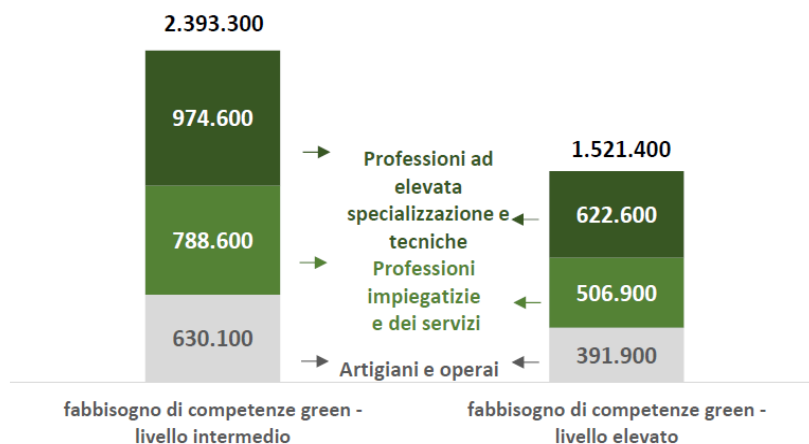 2.393.300
974.600
788.600
630.100
Professioni ad
elevata
specializzazione e
tecniche
Professioni
impiegatizie
e dei servizi
Artigiani e operai
1.521.400
622.600
506.900
391.900
fabbisogno di competenze green -
livello intermedio
fabbisogno di competenze green -
livello elevato